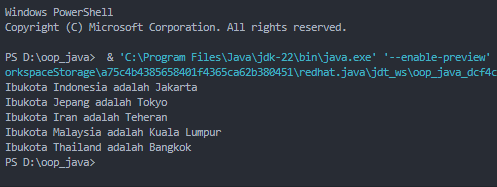 Windows PowerShell
Copyright (C) Microsoft Corporation. All rights reserved.
PS D:\oop_java>  & 'C:\Program Files\Java\jdk-22\bin\java.exe' '--enable-preview'
orkspaceStorage\a75c4b4385658401f4365ca62b380451\redhat.java\jdt_ws\oop_java_dcf4c
Ibukota Indonesia adalah Jakarta
Ibukota Jepang adalah Tokyo
Ibukota Iran adalah Teheran
Ibukota Malaysia adalah Kuala Lumpur
Ibukota Thailand adalah Bangkok
PS D:\oop_java>